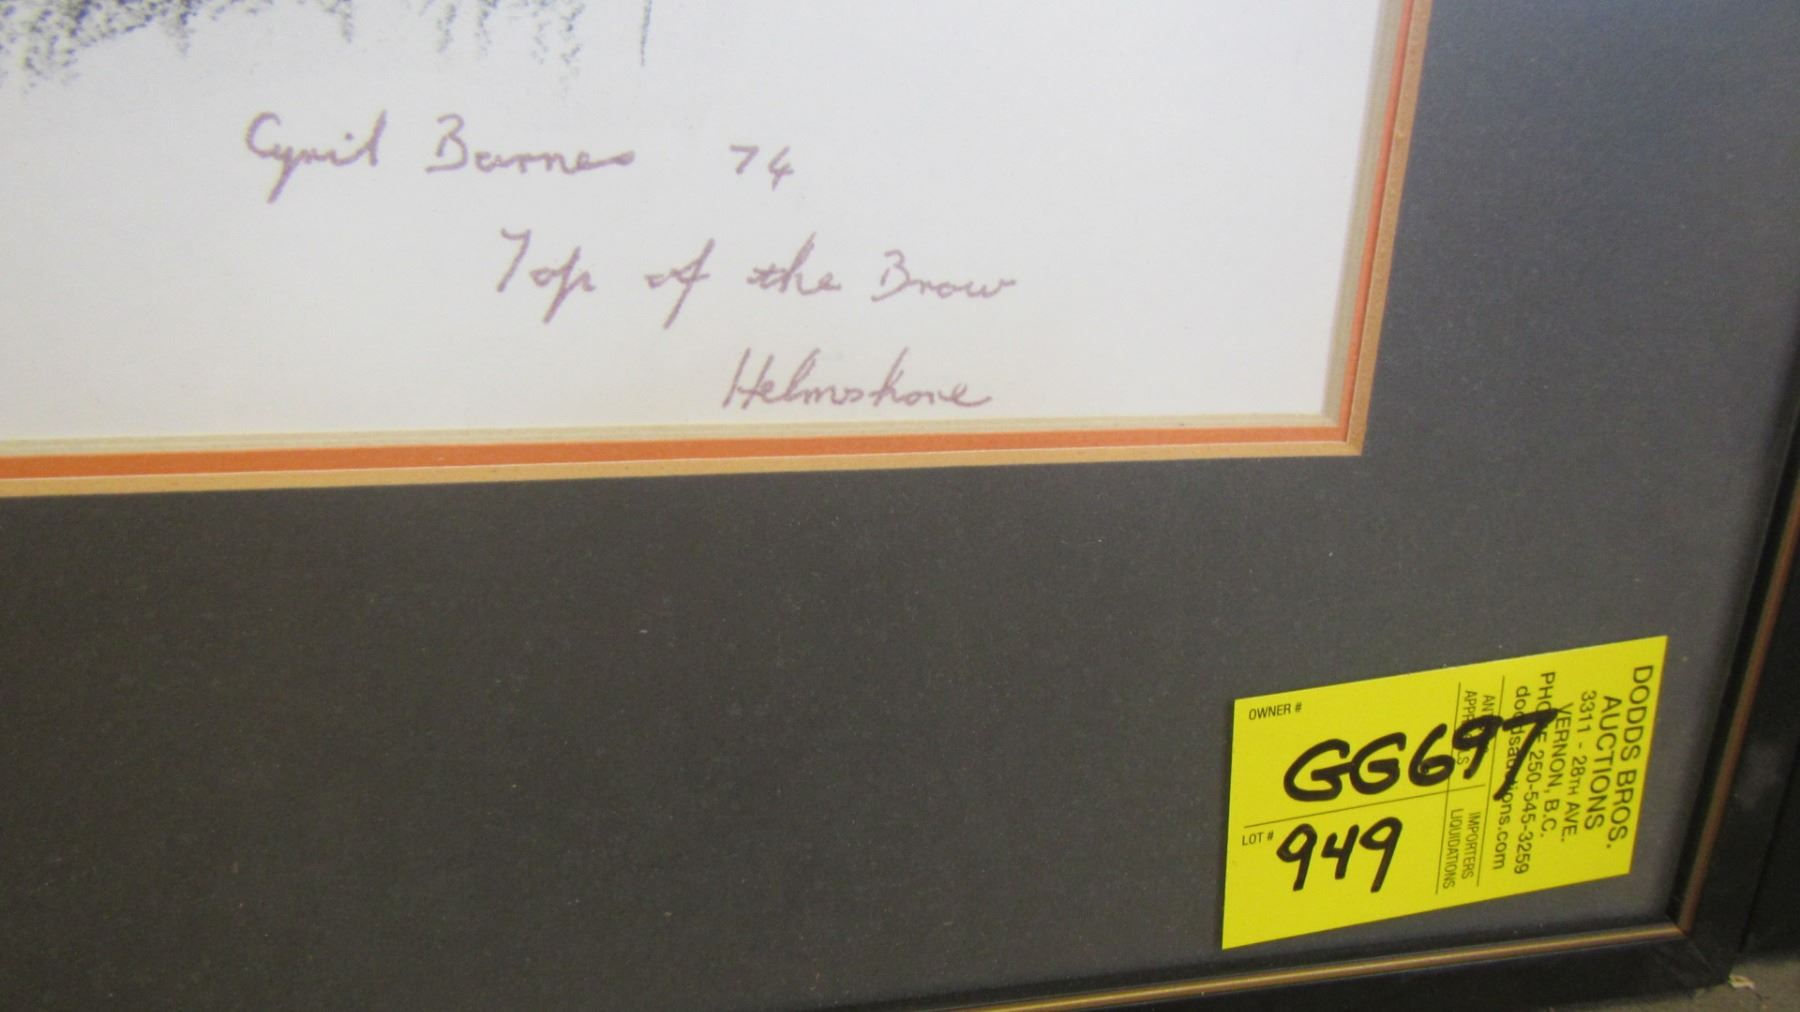 Cyril Barnes 74
Top of the Brow
Helmshore
DODDS BROS.
AUCTIONS
3311 - 28TH AVE.
VERNON, B.C.
PHONE 250-545-3259
doddsauctions.com
IMPORTERS
LIQUIDATIONS
OWNER #
GG697
LOT #
949